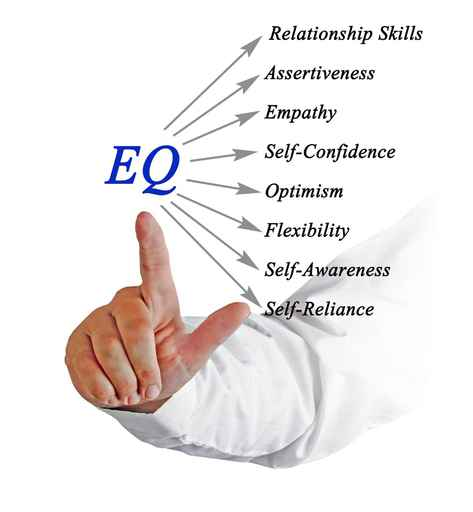 Relationship Skills
Assertiveness
Empathy
EQ
Self-Confidence
Optimism
Flexibility
Self-Awareness
Self-Reliance